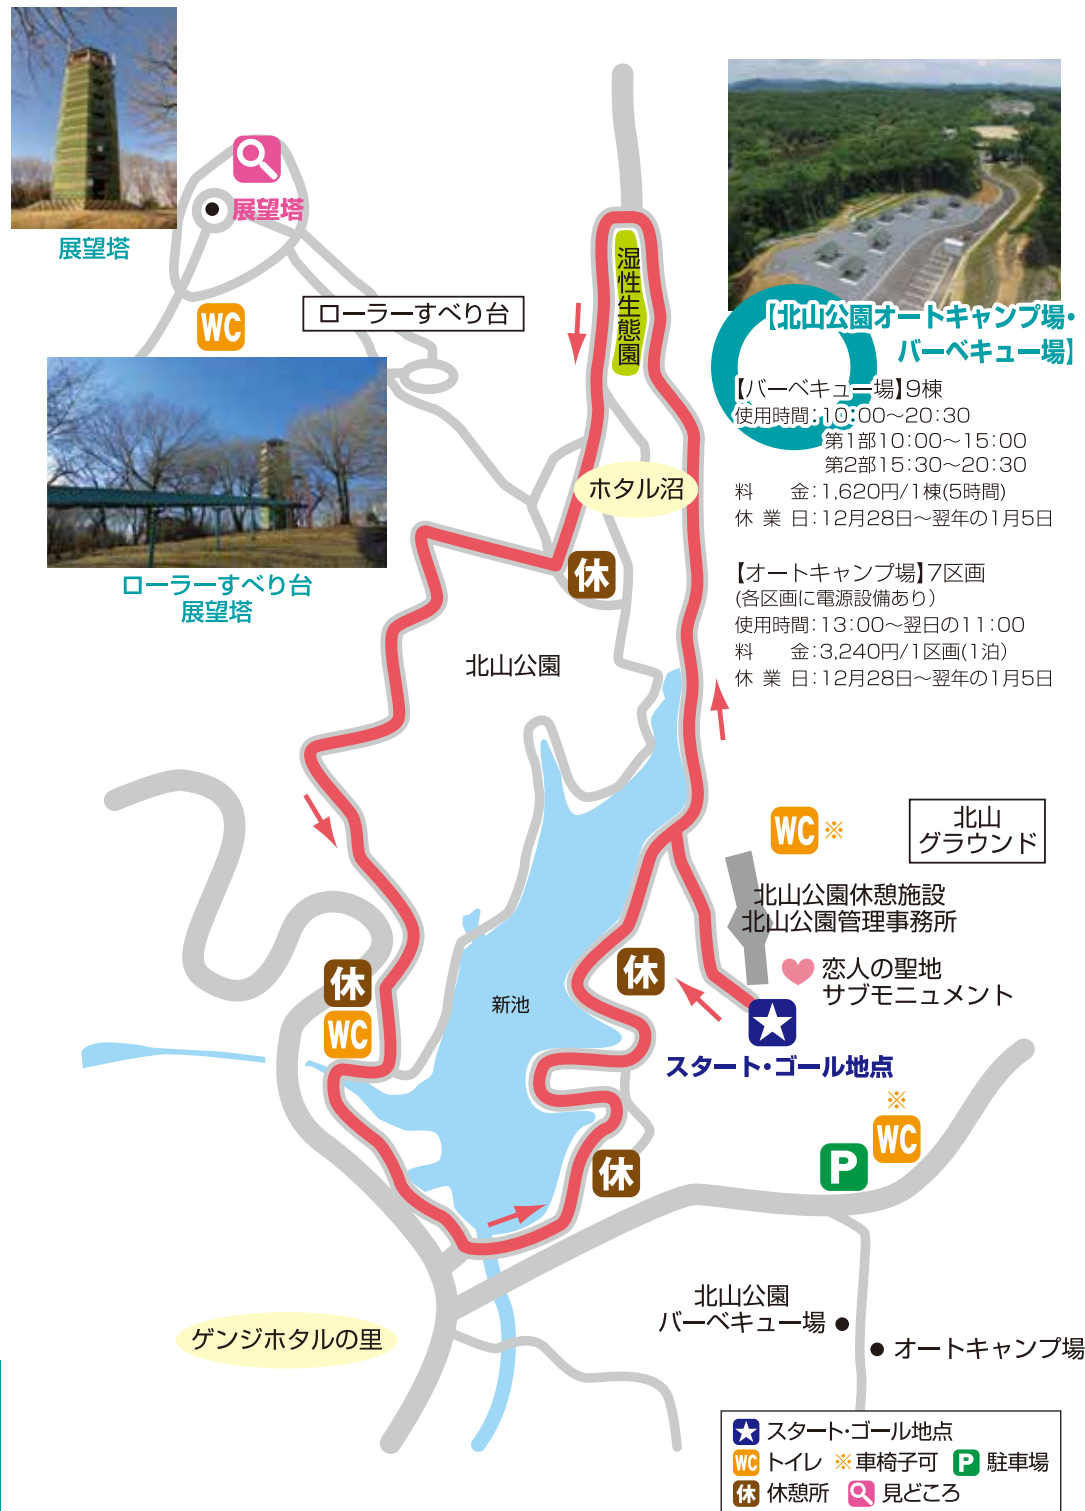 展望塔
展望塔
WC
ローラーすべり台
湿性生態園
【北山公園オートキャンプ場・
バーベキュー場】
【バーベキュー場】9棟
使用時間:10:00〜20:30
第1部10:00〜15:00
第2部15:30〜20:30
料　金:1,620円/1棟(5時間)
休業日:12月28日〜翌年の1月5日
【オートキャンプ場】7区画
(各区画に電源設備あり)
使用時間:13:00〜翌日の11:00
料　金:3,240円/1区画(1泊)
休業日:12月28日〜翌年の1月5日
ホタル沼
休
ローラーすべり台
展望塔
北山公園
WC ※
北山
グラウンド
北山公園休憩施設
北山公園管理事務所
恋人の聖地
サブモニュメント
休
休
WC
新池
スタート・ゴール地点
※
WC
P
休
北山公園
バーベキュー場
オートキャンプ場
ゲンジホタルの里
スタート・ゴール地点
WC トイレ ※車椅子可 P 駐車場
休 休憩所 見どころ